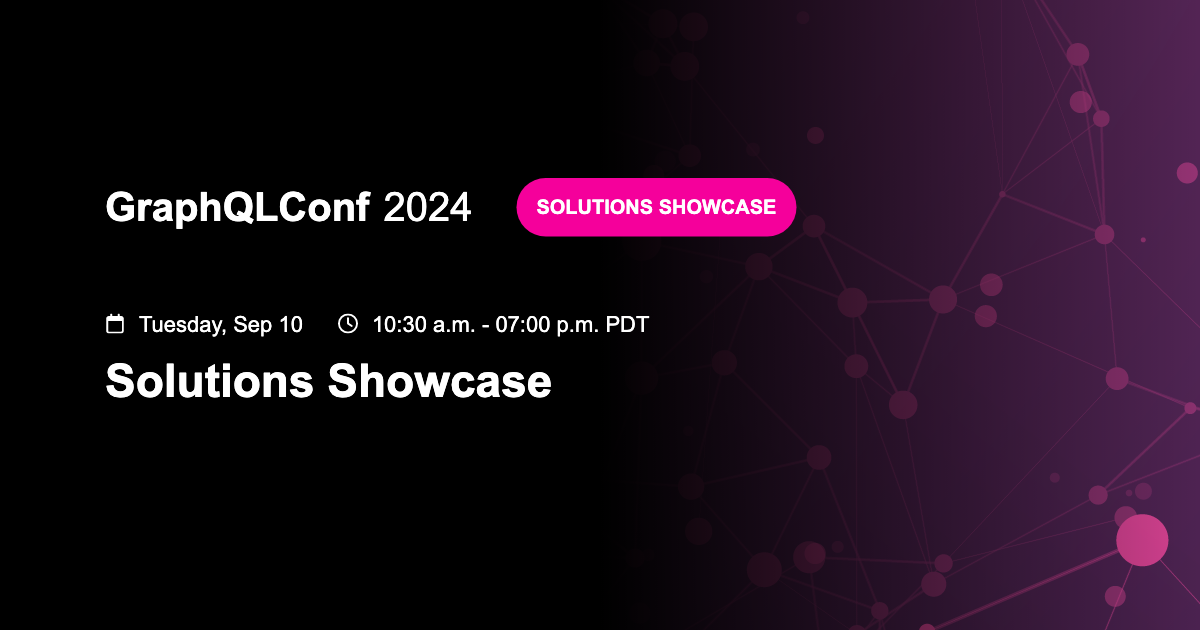 GraphQLConf 2024 SOLUTIONS SHOWCASE
Tuesday, Sep 10 10:30 a.m. - 07:00 p.m. PDT
Solutions Showcase